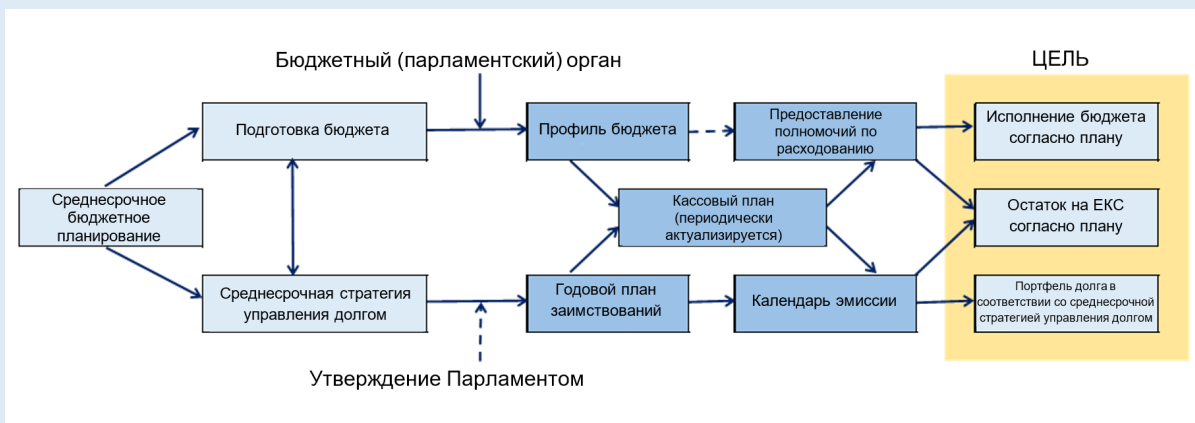 Бюджетный (парламентский) орган
ЦЕЛЬ
Подготовка бюджета
Профиль бюджета
Предоставление
полномочий по
расходованию
Исполнение бюджета
согласно плану
Среднесрочное
бюджетное
планирование
Кассовый план
(периодически
актуализируется)
Остаток на ЕКС
согласно плану
Среднесрочная стратегия
управления долгом
Годовой план
заимствований
Календарь эмиссии
Портфель долга в
соответствии со среднесрочной
стратегией управления долгом
Утверждение Парламентом